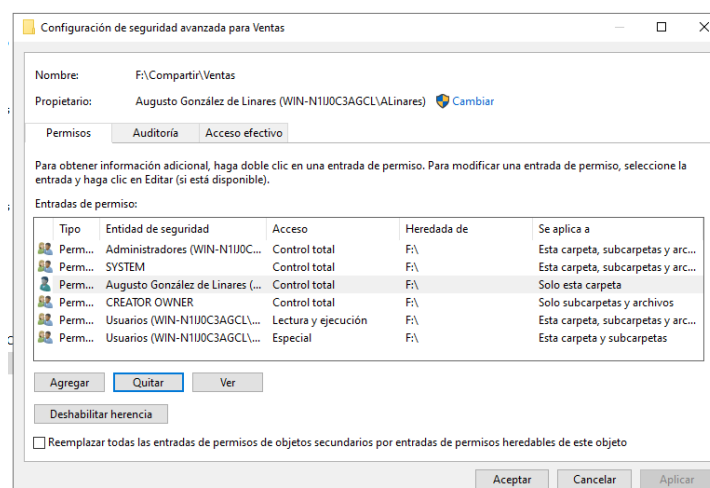 Configuración de seguridad avanzada para Ventas
Nombre: F:\Compartir\Ventas
Propietario: Augusto González de Linares (WIN-N1IJ0C3AGCL\ALinares) Cambiar
Permisos Auditoría Acceso efectivo
Para obtener información adicional, haga doble clic en una entrada de permiso. Para modificar una entrada de permiso, seleccione la
entrada y haga clic en Editar (si está disponible).
Entradas de permiso:
Tipo Entidad de seguridad Acceso Heredada de Se aplica a
Perm... Administradores (WIN-N1IJ0C... Control total F:\ Esta carpeta, subcarpetas y arc...
Perm... SYSTEM Control total F:\ Esta carpeta, subcarpetas y arc...
Perm... Augusto González de Linares (... Control total F:\ Solo esta carpeta
Perm... CREATOR OWNER Control total F:\ Solo subcarpetas y archivos
Perm... Usuarios (WIN-N1IJ0C3AGCL\... Lectura y ejecución F:\ Esta carpeta, subcarpetas y arc...
Perm... Usuarios (WIN-N1IJ0C3AGCL\... Especial F:\ Esta carpeta y subcarpetas
Agregar Quitar Ver
Deshabilitar herencia
Reemplazar todas las entradas de permisos de objetos secundarios por entradas de permisos heredables de este objeto
Aceptar Cancelar Aplicar